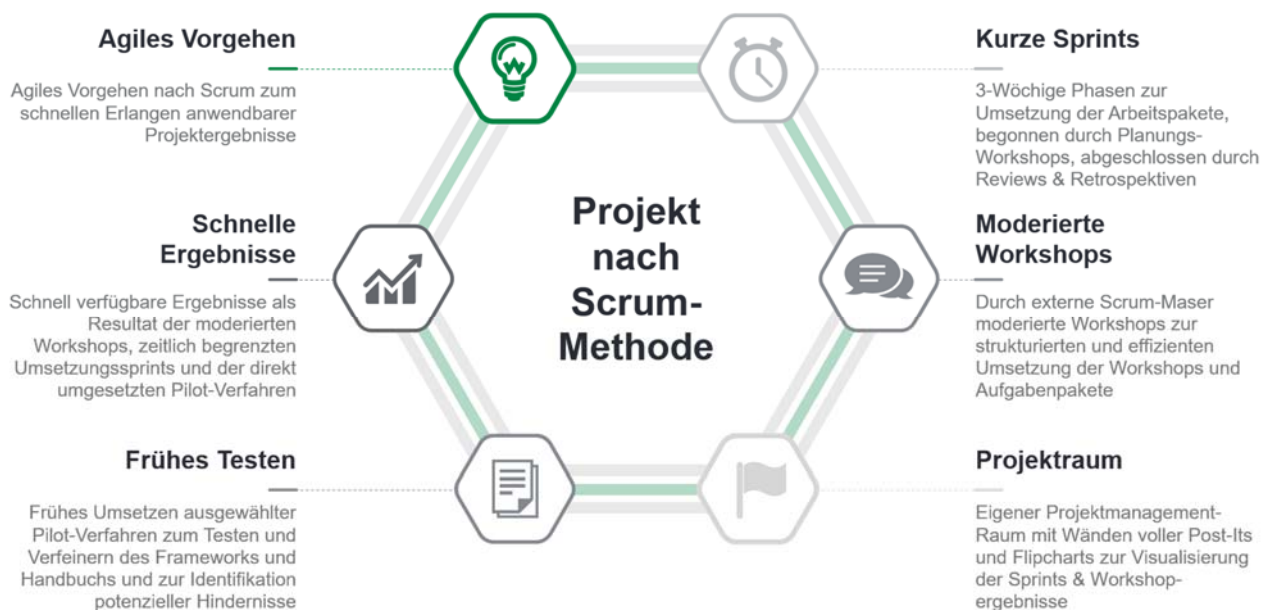 Agiles Vorgehen
Agiles Vorgehen nach Scrum zum
schnellen Erlangen anwendbarer
Projektergebnisse
Kurze Sprints
3-Wöchige Phasen zur
Umsetzung der Arbeitspakete,
begonnen durch Planungs-
Workshops, abgeschlossen durch
Reviews & Retrospektiven
Projekt
nach
Scrum-
Methode
Schnelle
Ergebnisse
Schnell verfügbare Ergebnisse als
Resultat der moderierten
Workshops, zeitlich begrenzten
Umsetzungssprints und der direkt
umgesetzten Pilot-Verfahren
Moderierte
Workshops
Durch externe Scrum-Maser
moderierte Workshops zur
strukturierten und effizienten
Umsetzung der Workshops und
Aufgabenpakete
Frühes Testen
Frühes Umsetzen ausgewählter
Pilot-Verfahren zum Testen und
Verfeinern des Frameworks und
Handbuchs und zur Identifikation
potenzieller Hindernisse
Projektraum
Eigener Projektmanagement-
Raum mit Wänden voller Post-Its
und Flipcharts zur Visualisierung
der Sprints & Workshop-
ergebnisse